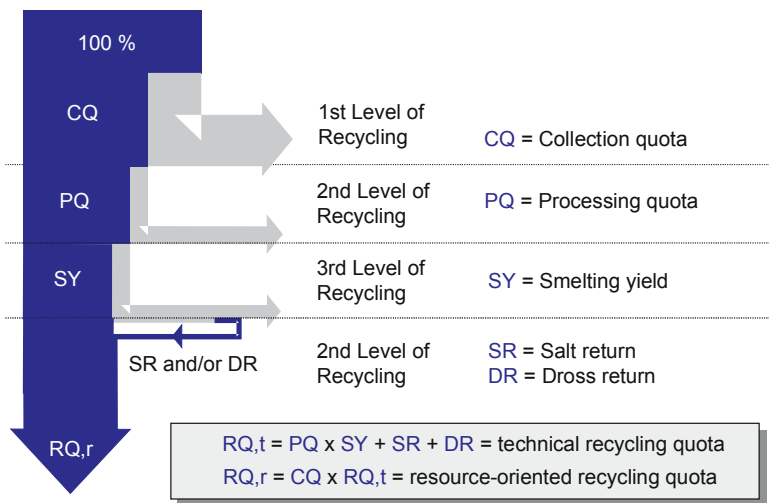 100 %
CQ
1st Level of
Recycling
CQ = Collection quota
PQ
2nd Level of
Recycling
PQ = Processing quota
SY
3rd Level of
Recycling
SY = Smelting yield
SR and/or DR
2nd Level of
Recycling
SR = Salt return
DR = Dross return
RQ,r
RQ,t = PQ x SY + SR + DR = technical recycling quota
RQ,r = CQ x RQ,t = resource-oriented recycling quota